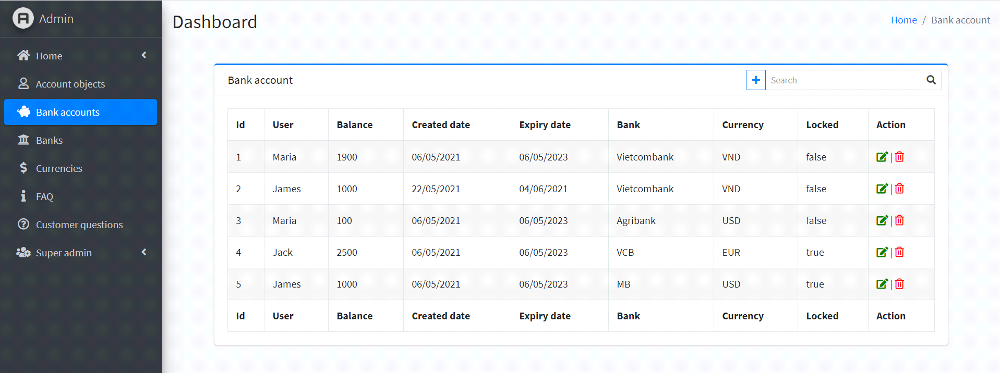 Admin
Home
Account objects
Bank accounts
Banks
Currencies
FAQ
Customer questions
Super admin
Dashboard
Home / Bank account
Bank account
Search
Id User Balance Created date Expiry date Bank Currency Locked Action
1 Maria 1900 06/05/2021 06/05/2023 Vietcombank VND false |
2 James 1000 22/05/2021 04/06/2021 Vietcombank VND false |
3 Maria 100 06/05/2021 06/05/2023 Agribank USD false |
4 Jack 2500 06/05/2021 06/05/2023 VCB EUR true |
5 James 1000 06/05/2021 06/05/2023 MB USD true |
Id User Balance Created date Expiry date Bank Currency Locked Action